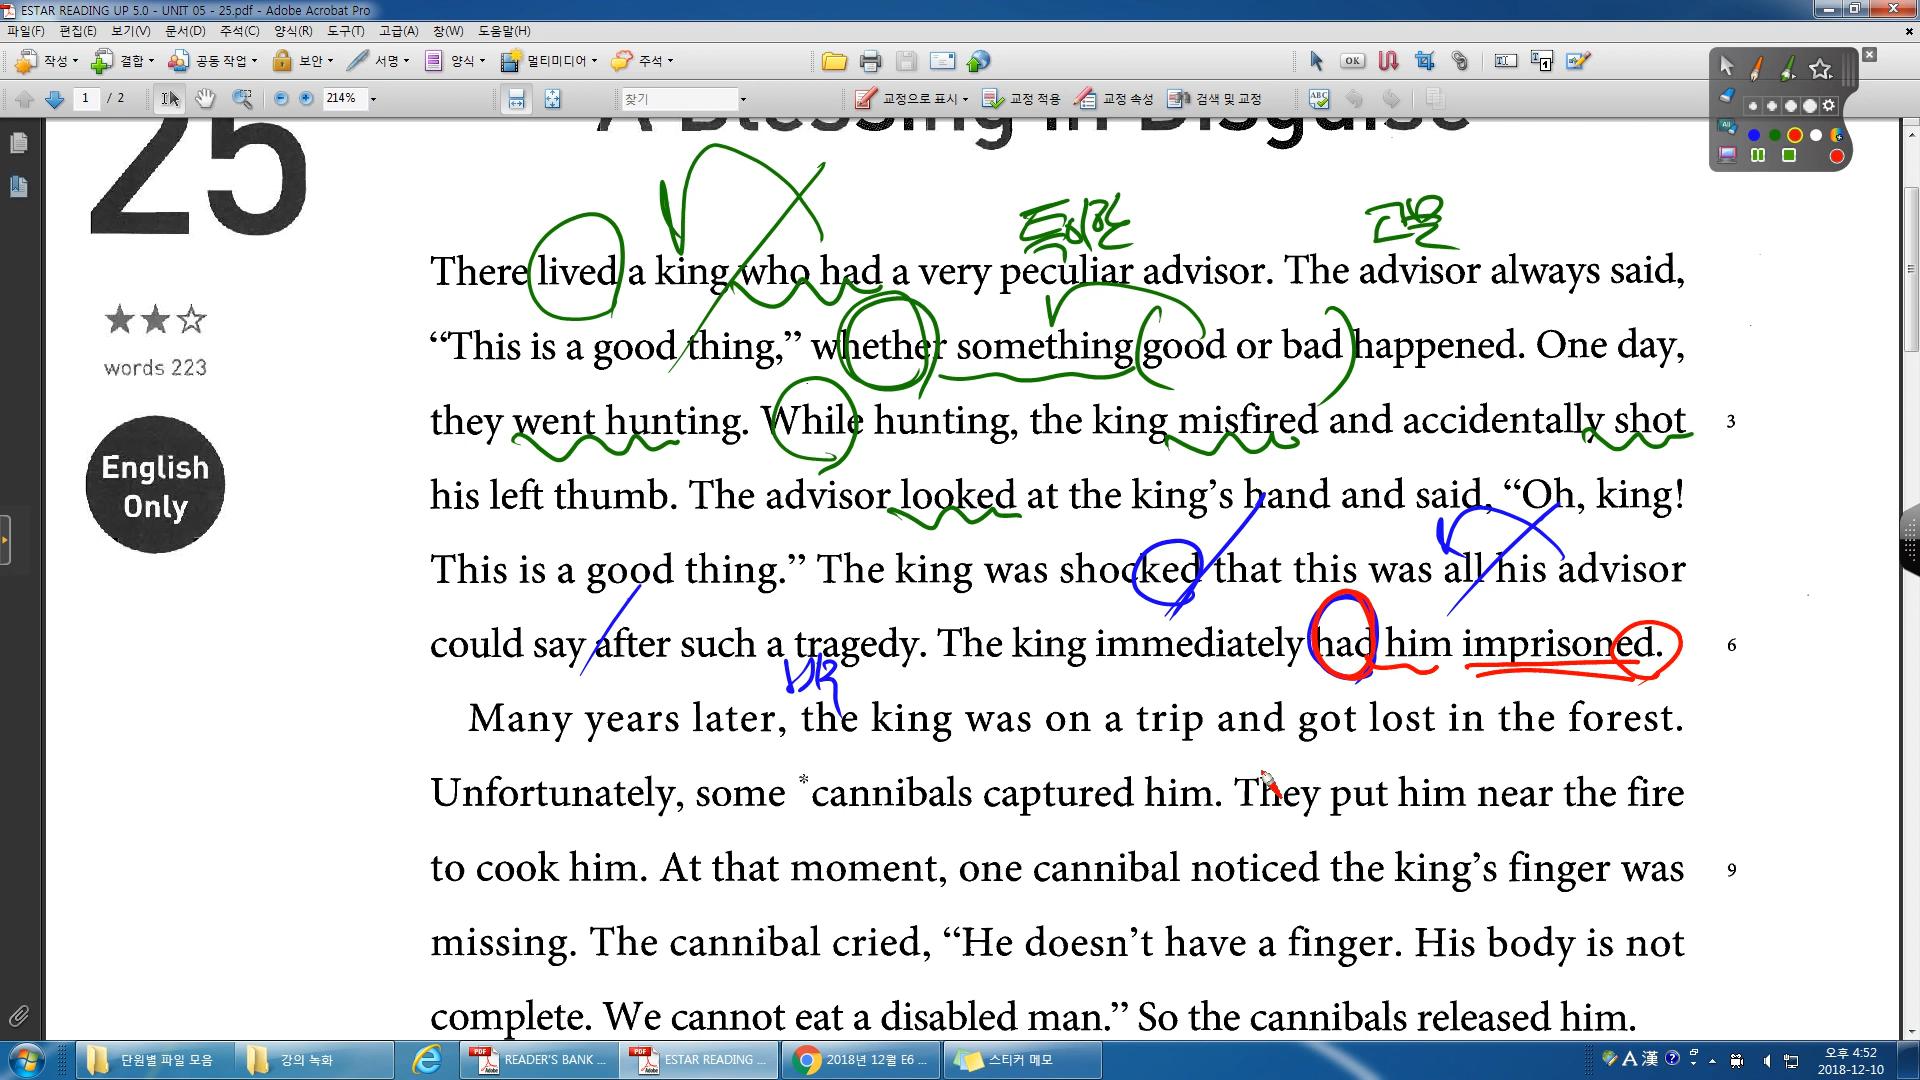 ESTAR READING UP 5.0 - UNIT 05 - 25.pdf - Adobe Acrobat Pro
파일(F) 편집(E) 보기(V) 문서(D) 주석(C) 양식(R) 도구(T) 고급(A) 창(W) 도움말(H)
작성 결합 공동 작업 보안 서명 양식 멀티미디어 주석 OK
1 / 2 214% 찾기 교정으로 표시 교정 적용 교정 속성 검색 및 교정
25 A Blessing in Disguise
특이한 고문
There lived a king who had a very peculiar advisor. The advisor always said,
“This is a good thing,” whether something good or bad happened. One day,
words 223
they went hunting. While hunting, the king misfired and accidentally shot 3
English
Only
his left thumb. The advisor looked at the king’s hand and said, “Oh, king!
This is a good thing.” The king was shocked that this was all his advisor
could say after such a tragedy. The king immediately had him imprisoned. 6
비극
Many years later, the king was on a trip and got lost in the forest.
Unfortunately, some *cannibals captured him. They put him near the fire
to cook him. At that moment, one cannibal noticed the king’s finger was 9
missing. The cannibal cried, “He doesn’t have a finger. His body is not
complete. We cannot eat a disabled man.” So the cannibals released him.
단원별 파일 모음 강의 녹화 READER'S BANK ... ESTAR READING ... 2018년 12월 E6 ... 스티커 메모 A 漢 오후 4:52
2018-12-10